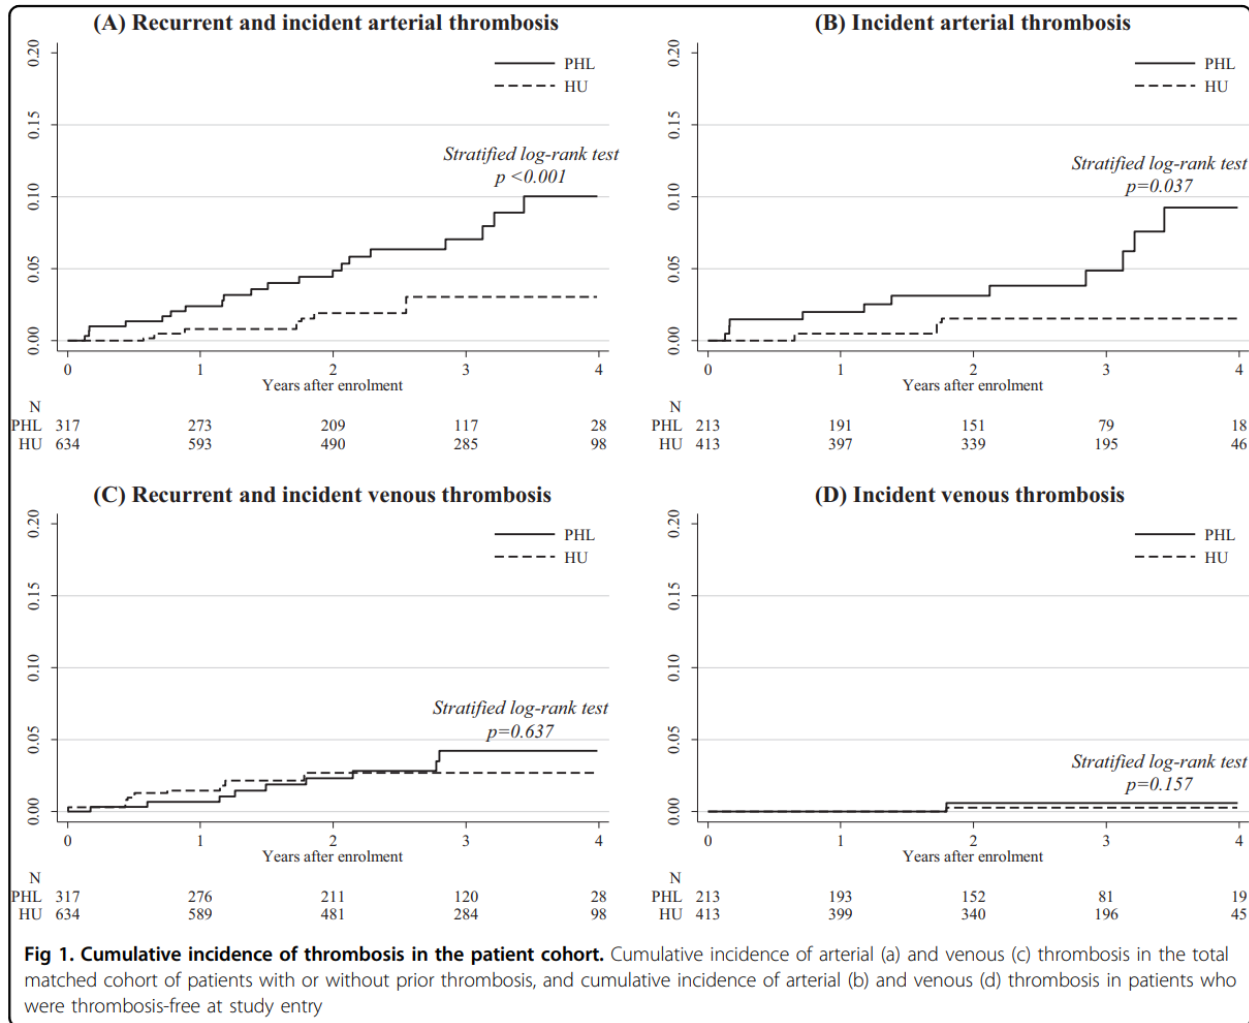 (A) Recurrent and incident arterial thrombosis
0.20
0.15
0.10
0.05
0.00
PHL
HU
Stratified log-rank test
p <0.001
0 1 2 3 4
Years after enrolment
N
PHL 317 273 209 117 28
HU 634 593 490 285 98
(B) Incident arterial thrombosis
0.20
0.15
0.10
0.05
0.00
PHL
HU
Stratified log-rank test
p=0.037
0 1 2 3 4
Years after enrolment
N
PHL 213 191 151 79 18
HU 413 397 339 195 46
(C) Recurrent and incident venous thrombosis
0.20
0.15
0.10
0.05
0.00
PHL
HU
Stratified log-rank test
p=0.637
0 1 2 3 4
Years after enrolment
N
PHL 317 276 211 120 28
HU 634 589 481 284 98
(D) Incident venous thrombosis
0.20
0.15
0.10
0.05
0.00
PHL
HU
Stratified log-rank test
p=0.157
0 1 2 3 4
Years after enrolment
N
PHL 213 193 152 81 19
HU 413 399 340 196 45
Fig 1. Cumulative incidence of thrombosis in the patient cohort. Cumulative incidence of arterial (a) and venous (c) thrombosis in the total
matched cohort of patients with or without prior thrombosis, and cumulative incidence of arterial (b) and venous (d) thrombosis in patients who
were thrombosis-free at study entry